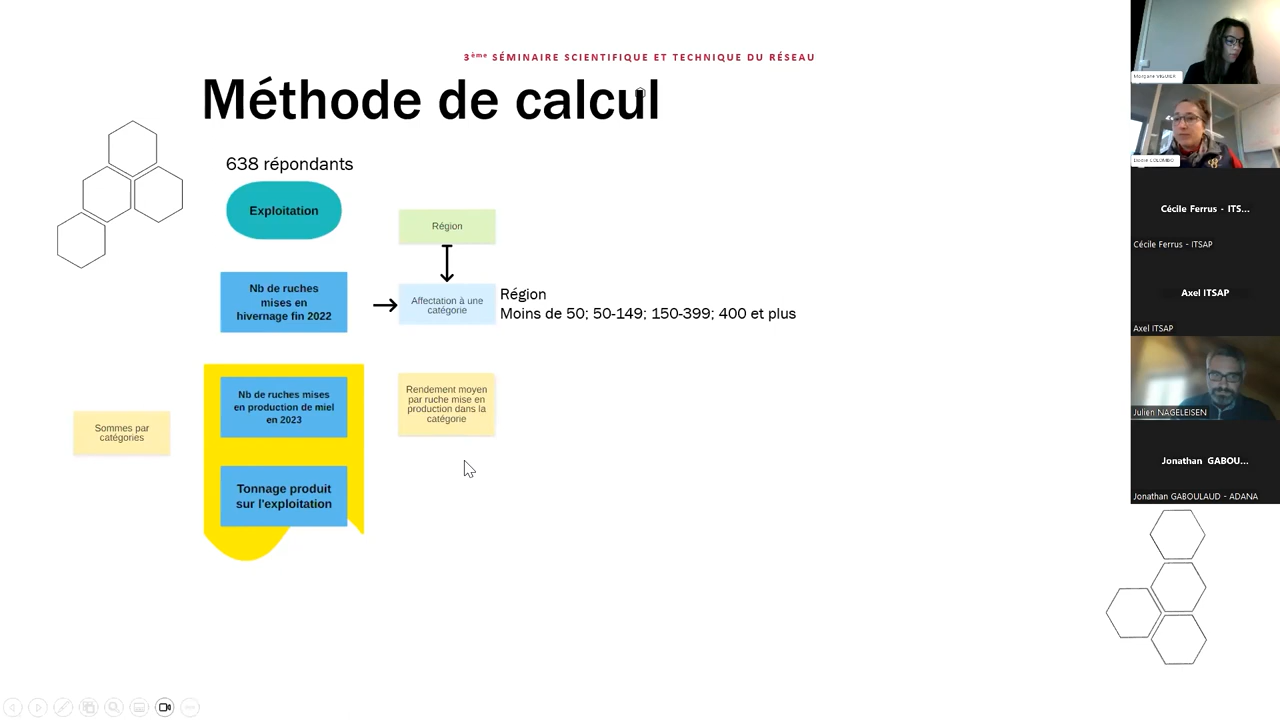 3ème SÉMINAIRE SCIENTIFIQUE ET TECHNIQUE DU RÉSEAU
Méthode de calcul
638 répondants
Exploitation
Région
Nb de ruches
mises en
hivernage fin 2022
Affectation à une
catégorie
Région
Moins de 50; 50-149; 150-399; 400 et plus
Nb de ruches mises
en production de miel
en 2023
Rendement moyen
par ruche mise en
production dans la
catégorie
Sommes par
catégories
Tonnage produit
sur l'exploitation
Cécile Ferrus - ITS...
Cécile Ferrus - ITSAP
Axel ITSAP
Axel ITSAP
Julien NAGELEISEN
Jonathan GABOU...
Jonathan GABOULAUD - ADANA